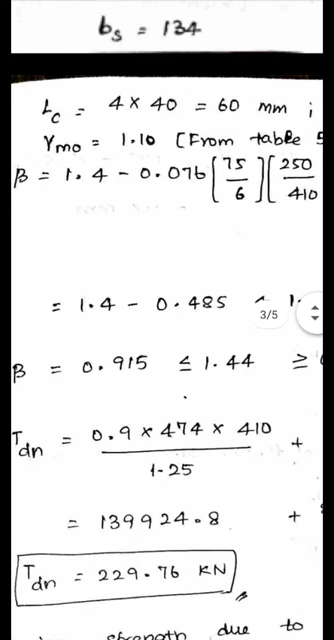 bs = 134
Lc = 4 × 40 = 60 mm ;
γmo = 1.10 [From table 5
β = 1.4 - 0.076 [75/6] [250/410
= 1.4 - 0.485 ≤ 1.
3/5
β = 0.915 ≤ 1.44 ≥
Tdn = 0.9 × 474 × 410 / 1.25 +
= 139924.8 +
Tdn = 229.76 KN
strength due to